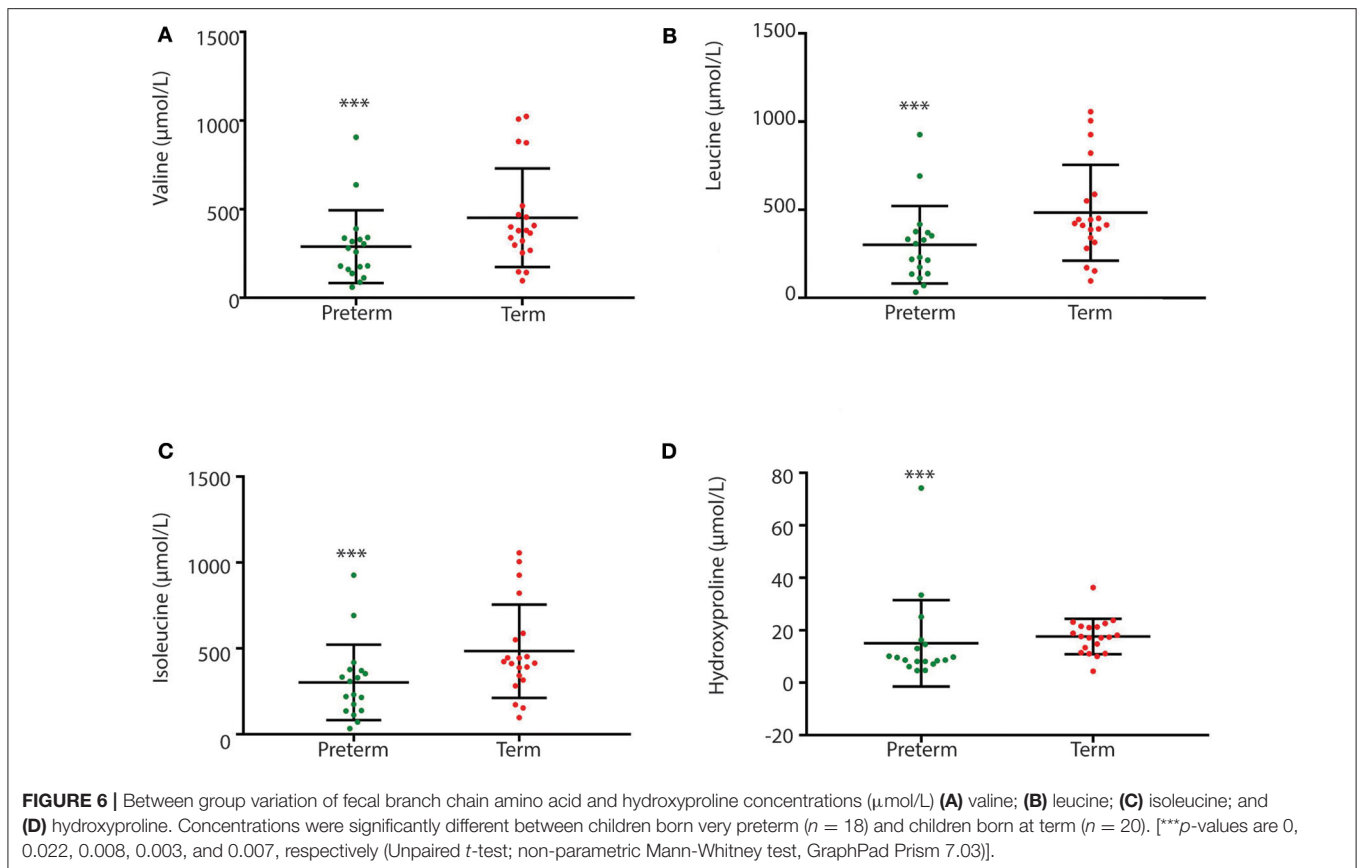 A
1500
1000
500
0
Valine (µmol/L)
***
Preterm
Term
B
1500
1000
500
0
Leucine (µmol/L)
***
Preterm
Term
C
1500
1000
500
0
Isoleucine (µmol/L)
***
Preterm
Term
D
80
60
40
20
0
-20
Hydroxyproline (µmol/L)
***
Preterm
Term
FIGURE 6 | Between group variation of fecal branch chain amino acid and hydroxyproline concentrations (µmol/L) (A) valine; (B) leucine; (C) isoleucine; and
(D) hydroxyproline. Concentrations were significantly different between children born very preterm (n = 18) and children born at term (n = 20). [***p-values are 0,
0.022, 0.008, 0.003, and 0.007, respectively (Unpaired t-test; non-parametric Mann-Whitney test, GraphPad Prism 7.03)].